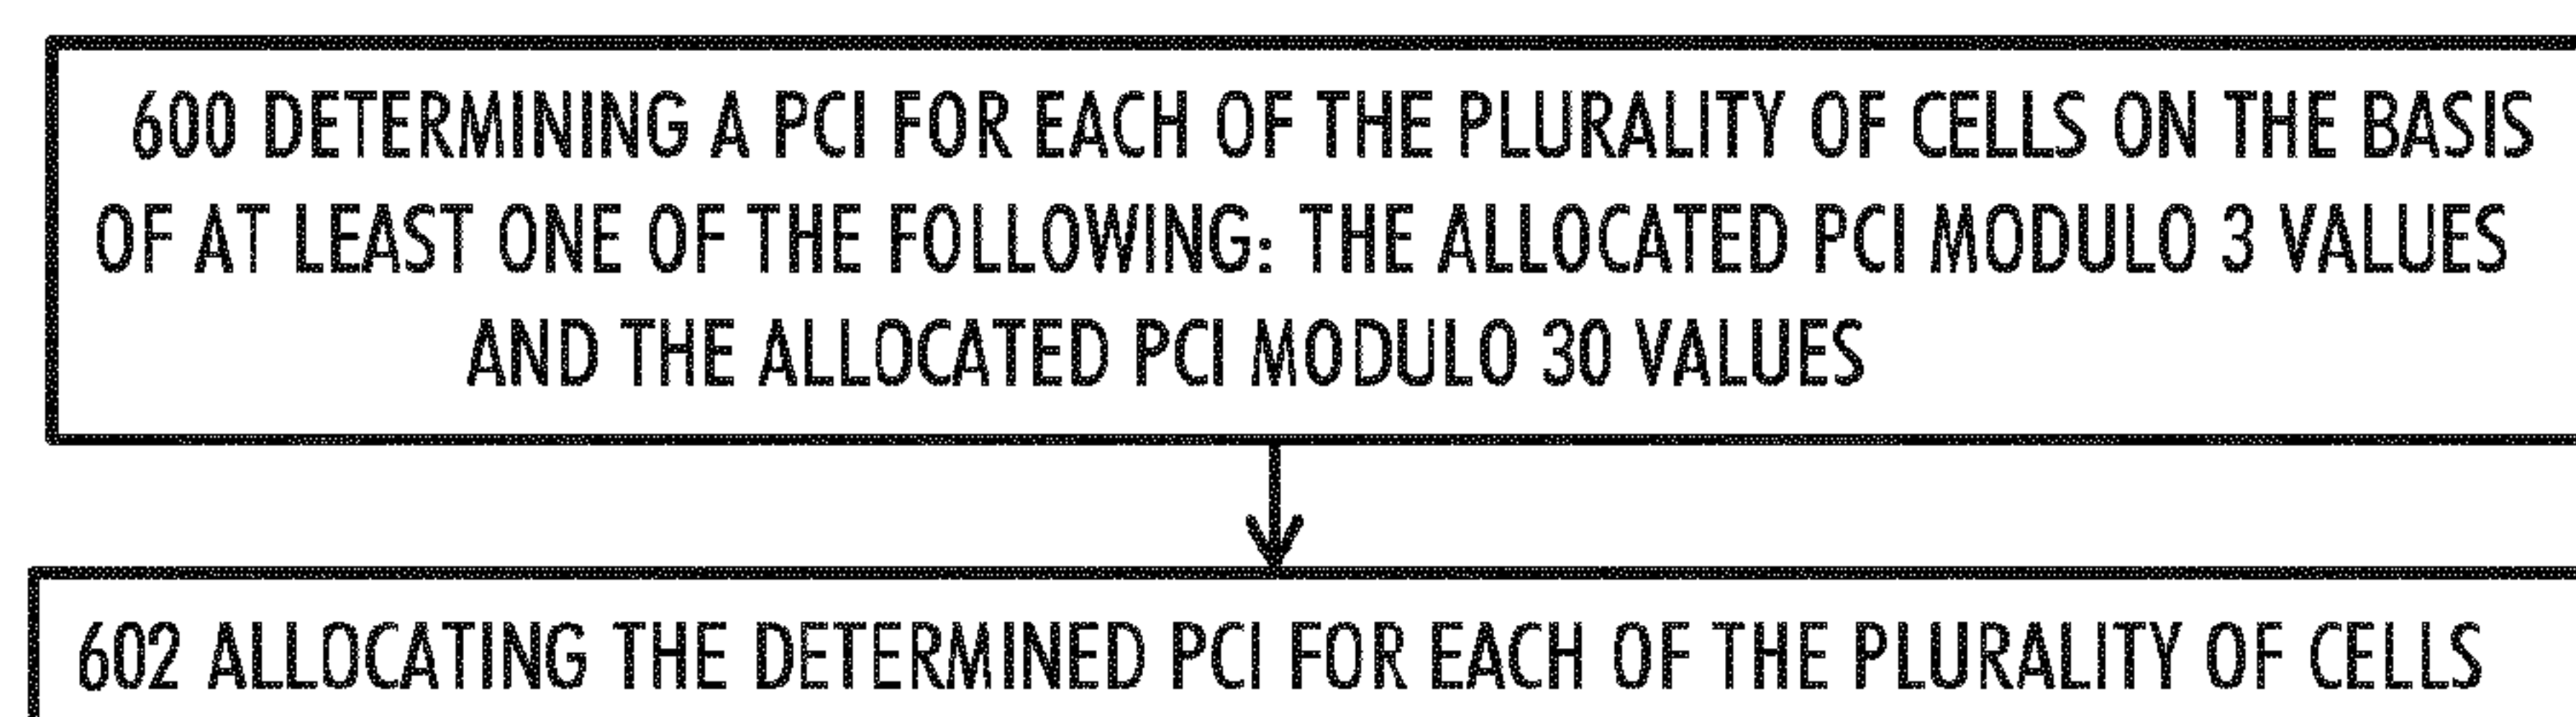 600 DETERMINING A PCI FOR EACH OF THE PLURALITY OF CELLS ON THE BASIS
OF AT LEAST ONE OF THE FOLLOWING: THE ALLOCATED PCI MODULO 3 VALUES
AND THE ALLOCATED PCI MODULO 30 VALUES
602 ALLOCATING THE DETERMINED PCI FOR EACH OF THE PLURALITY OF CELLS